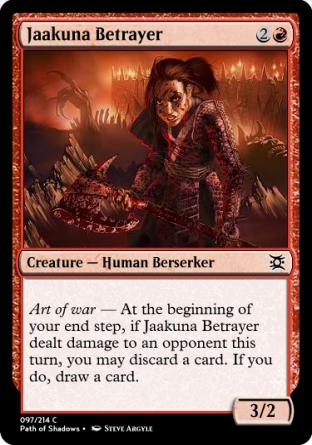 Jaakuna Betrayer 2
Creature — Human Berserker
Art of war — At the beginning of
your end step, if Jaakuna Betrayer
dealt damage to an opponent this
turn, you may discard a card. If you
do, draw a card.
3/2
097/214 C
Path of Shadows • Steve Argyle